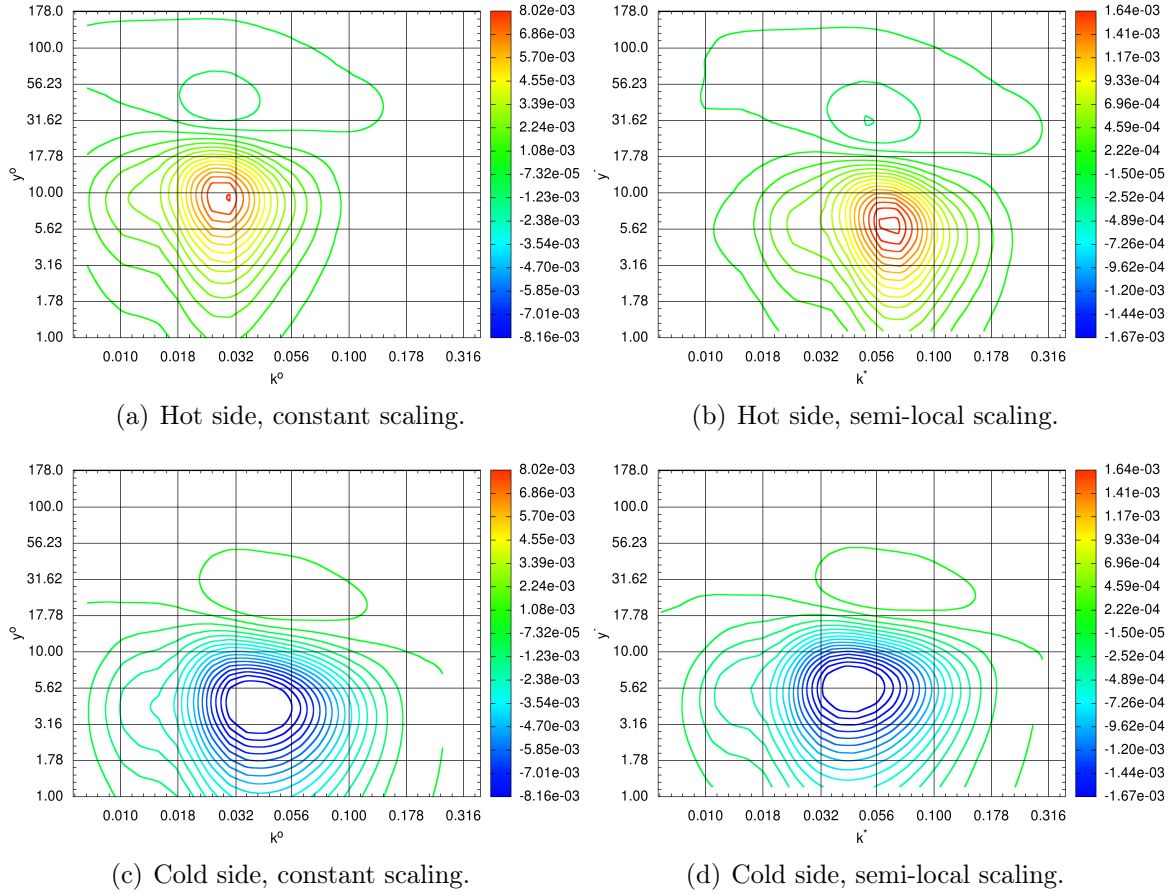 178.0
100.0
56.23
31.62
17.78
10.00
5.62
3.16
1.78
1.00
yº
0.010 0.018 0.032 0.056 0.100 0.178 0.316
kº
8.02e-03
6.86e-03
5.70e-03
4.55e-03
3.39e-03
2.24e-03
1.08e-03
-7.32e-05
-1.23e-03
-2.38e-03
-3.54e-03
-4.70e-03
-5.85e-03
-7.01e-03
-8.16e-03
(a) Hot side, constant scaling.
178.0
100.0
56.23
31.62
17.78
10.00
5.62
3.16
1.78
1.00
y
0.010 0.018 0.032 0.056 0.100 0.178 0.316
k*
1.64e-03
1.41e-03
1.17e-03
9.33e-04
6.96e-04
4.59e-04
2.22e-04
-1.50e-05
-2.52e-04
-4.89e-04
-7.26e-04
-9.62e-04
-1.20e-03
-1.44e-03
-1.67e-03
(b) Hot side, semi-local scaling.
178.0
100.0
56.23
31.62
17.78
10.00
5.62
3.16
1.78
1.00
yº
0.010 0.018 0.032 0.056 0.100 0.178 0.316
kº
8.02e-03
6.86e-03
5.70e-03
4.55e-03
3.39e-03
2.24e-03
1.08e-03
-7.32e-05
-1.23e-03
-2.38e-03
-3.54e-03
-4.70e-03
-5.85e-03
-7.01e-03
-8.16e-03
(c) Cold side, constant scaling.
178.0
100.0
56.23
31.62
17.78
10.00
5.62
3.16
1.78
1.00
y
0.010 0.018 0.032 0.056 0.100 0.178 0.316
k*
1.64e-03
1.41e-03
1.17e-03
9.33e-04
6.96e-04
4.59e-04
2.22e-04
-1.50e-05
-2.52e-04
-4.89e-04
-7.26e-04
-9.62e-04
-1.20e-03
-1.44e-03
-1.67e-03
(d) Cold side, semi-local scaling.